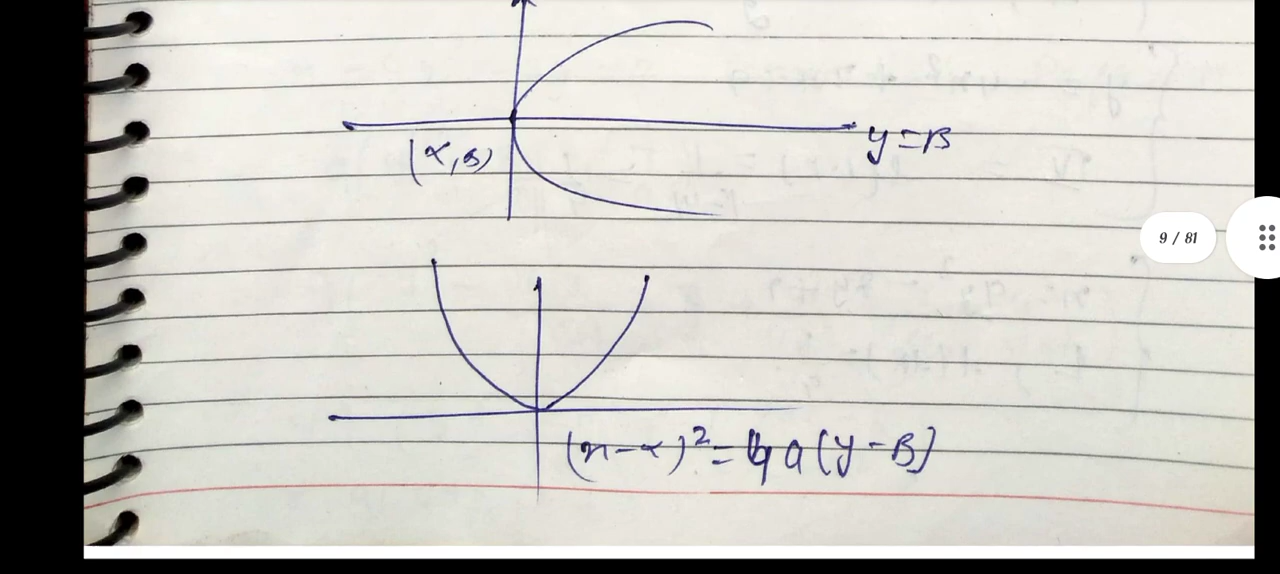 (α,β)
y=β
9 / 81
(x-α)²=4a(y-β)